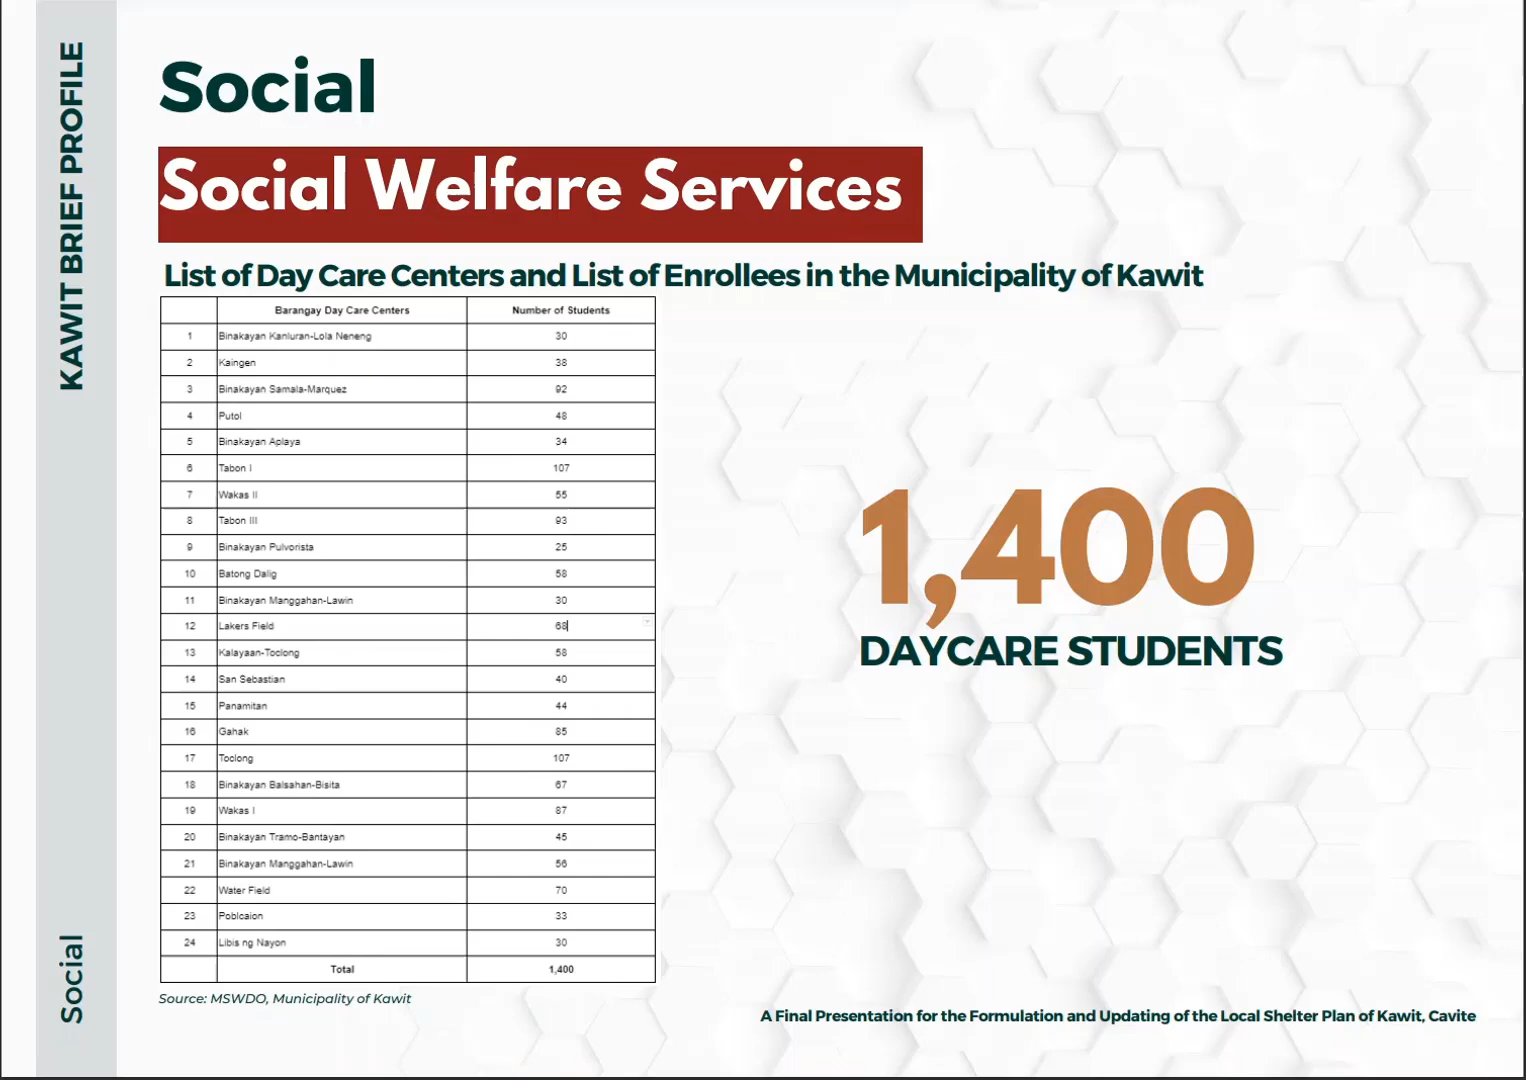 KAWIT BRIEF PROFILE
Social
Social
Social Welfare Services
List of Day Care Centers and List of Enrollees in the Municipality of Kawit
Barangay Day Care Centers Number of Students
1 Binakayan Kanluran-Lola Neneng 30
2 Kaingen 38
3 Binakayan Samala-Marquez 92
4 Putol 48
5 Binakayan Aplaya 34
6 Tabon I 107
7 Wakas II 55
8 Tabon III 93
9 Binakayan Pulvorista 25
10 Batong Dalig 58
11 Binakayan Manggahan-Lawin 30
12 Lakers Field 68
13 Kalayaan-Toclong 58
14 San Sebastian 40
15 Panamitan 44
16 Gahak 85
17 Toclong 107
18 Binakayan Balsahan-Bisita 67
19 Wakas I 87
20 Binakayan Tramo-Bantayan 45
21 Binakayan Manggahan-Lawin 56
22 Water Field 70
23 Poblcaion 33
24 Libis ng Nayon 30
Total 1,400
Source: MSWDO, Municipality of Kawit
1,400
DAYCARE STUDENTS
A Final Presentation for the Formulation and Updating of the Local Shelter Plan of Kawit, Cavite